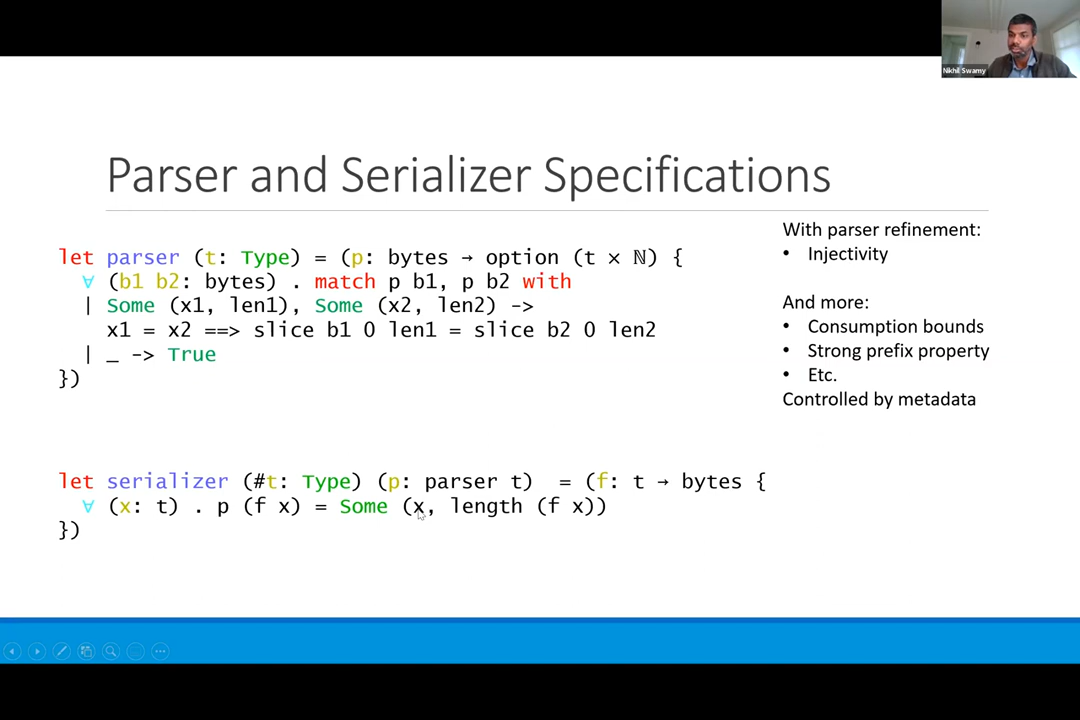 Nikhil Swamy
Parser and Serializer Specifications
let parser (t: Type) = (p: bytes → option (t × ℕ) {
∀ (b1 b2: bytes) . match p b1, p b2 with
| Some (x1, len1), Some (x2, len2) ->
x1 = x2 ==> slice b1 0 len1 = slice b2 0 len2
| _ -> True
})
With parser refinement:
• Injectivity
And more:
• Consumption bounds
• Strong prefix property
• Etc.
Controlled by metadata
let serializer (#t: Type) (p: parser t)  = (f: t → bytes {
∀ (x: t) . p (f x) = Some (x, length (f x))
})